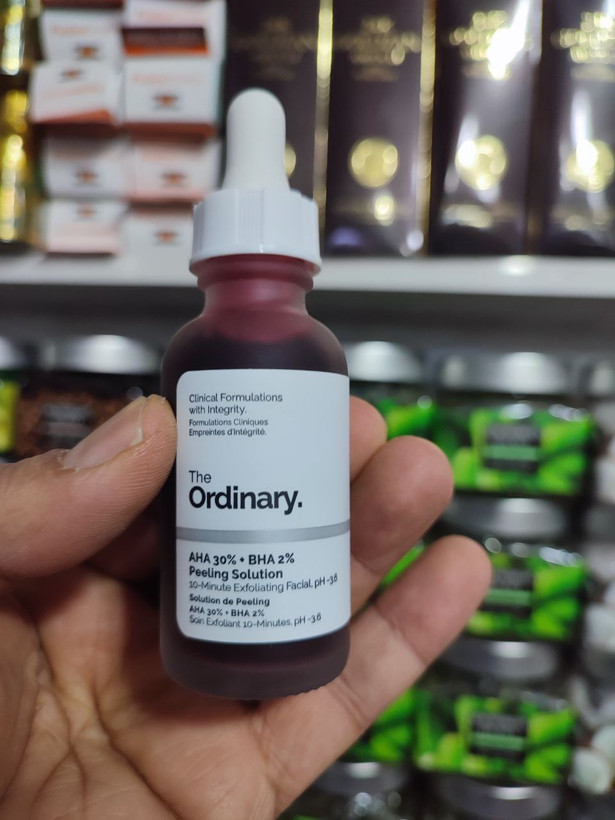 Clinical Formulations
with Integrity.
Formulations Cliniques
Empreintes d'Intégrité.
The
Ordinary.
AHA 30% + BHA 2%
Peeling Solution
10-Minute Exfoliating Facial, pH ~3.6
Solution de Peeling
AHA 30% + BHA 2%
Soin Exfoliant 10-Minutes, pH ~3.6